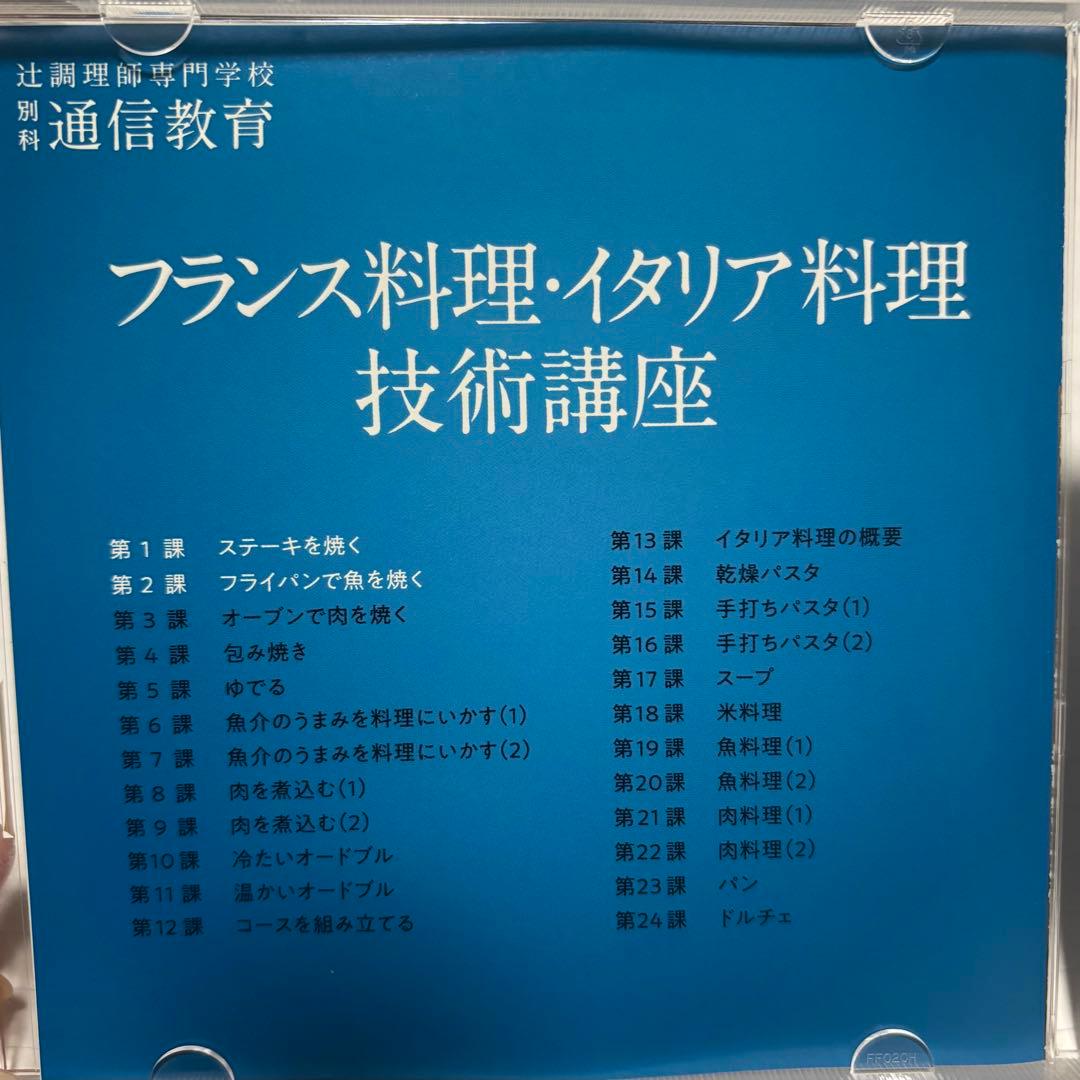 辻調理師専門学校
別科 通信教育
フランス料理・イタリア料理
技術講座
第1課 ステーキを焼く
第2課 フライパンで魚を焼く
第3課 オーブンで肉を焼く
第4課 包み焼き
第5課 ゆでる
第6課 魚介のうまみを料理にいかす(1)
第7課 魚介のうまみを料理にいかす(2)
第8課 肉を煮込む(1)
第9課 肉を煮込む(2)
第10課 冷たいオードブル
第11課 温かいオードブル
第12課 コースを組み立てる
第13課 イタリア料理の概要
第14課 乾燥パスタ
第15課 手打ちパスタ(1)
第16課 手打ちパスタ(2)
第17課 スープ
第18課 米料理
第19課 魚料理(1)
第20課 魚料理(2)
第21課 肉料理(1)
第22課 肉料理(2)
第23課 パン
第24課 ドルチェ
FF020H